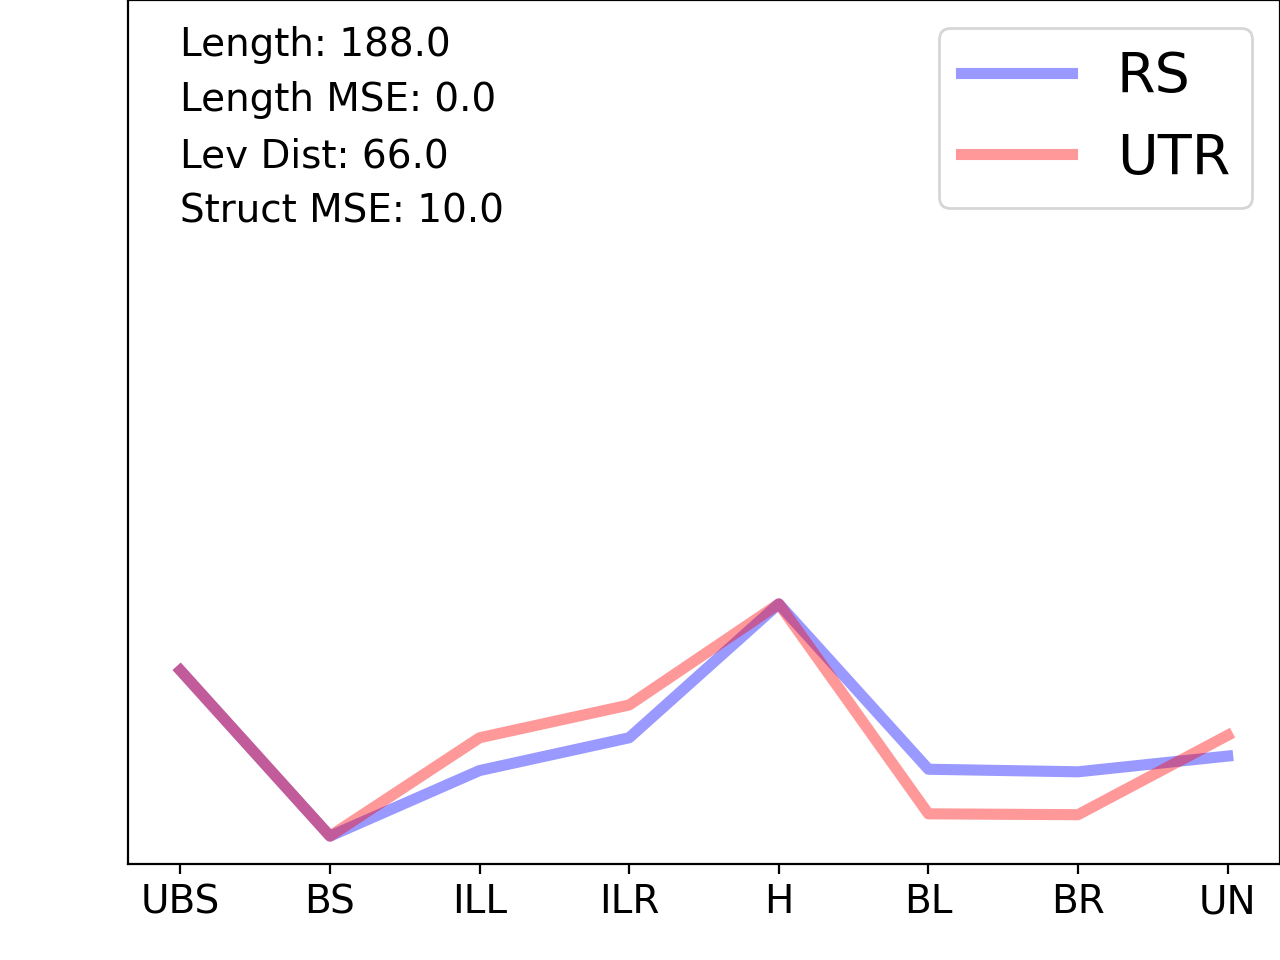 Length: 188.0
Length MSE: 0.0
Lev Dist: 66.0
Struct MSE: 10.0
RS
UTR
UBS BS ILL ILR H BL BR UN